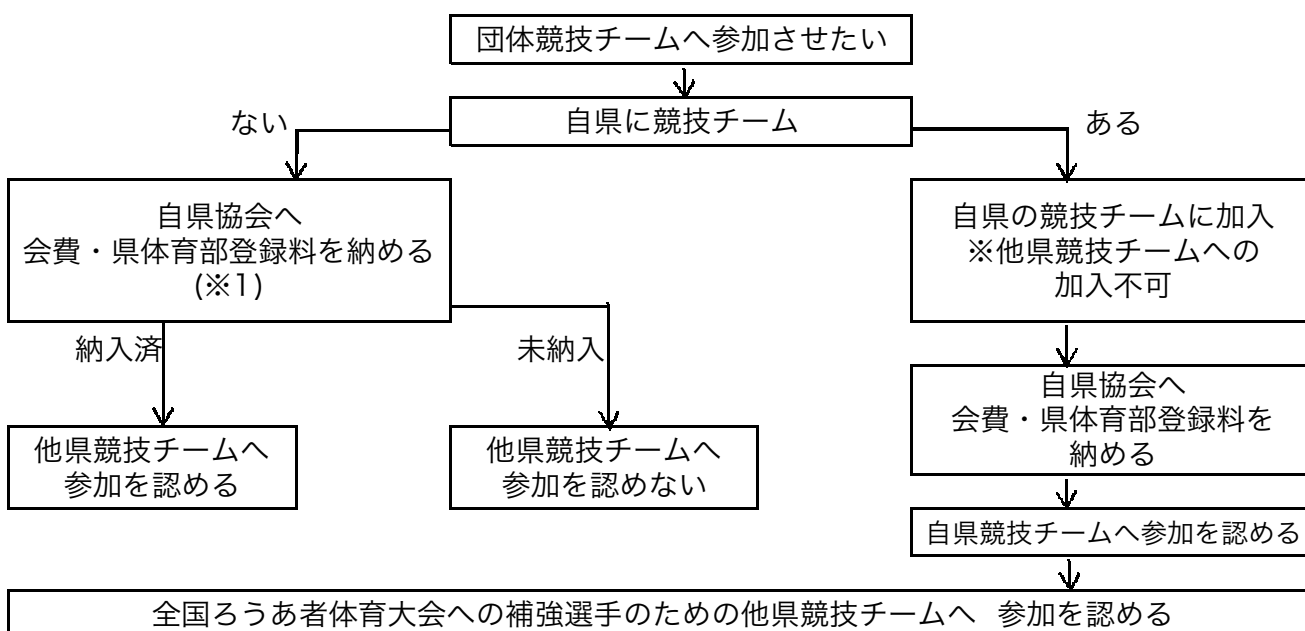 団体競技チームへ参加させたい
自県に競技チーム
ない
ある
自県協会へ
会費・県体育部登録料を納める
(※1)
自県の競技チームに加入
※他県競技チームへの
加入不可
納入済
未納入
自県協会へ
会費・県体育部登録料を
納める
他県競技チームへ
参加を認める
他県競技チームへ
参加を認めない
自県競技チームへ参加を認める
全国ろうあ者体育大会への補強選手のための他県競技チームへ 参加を認める